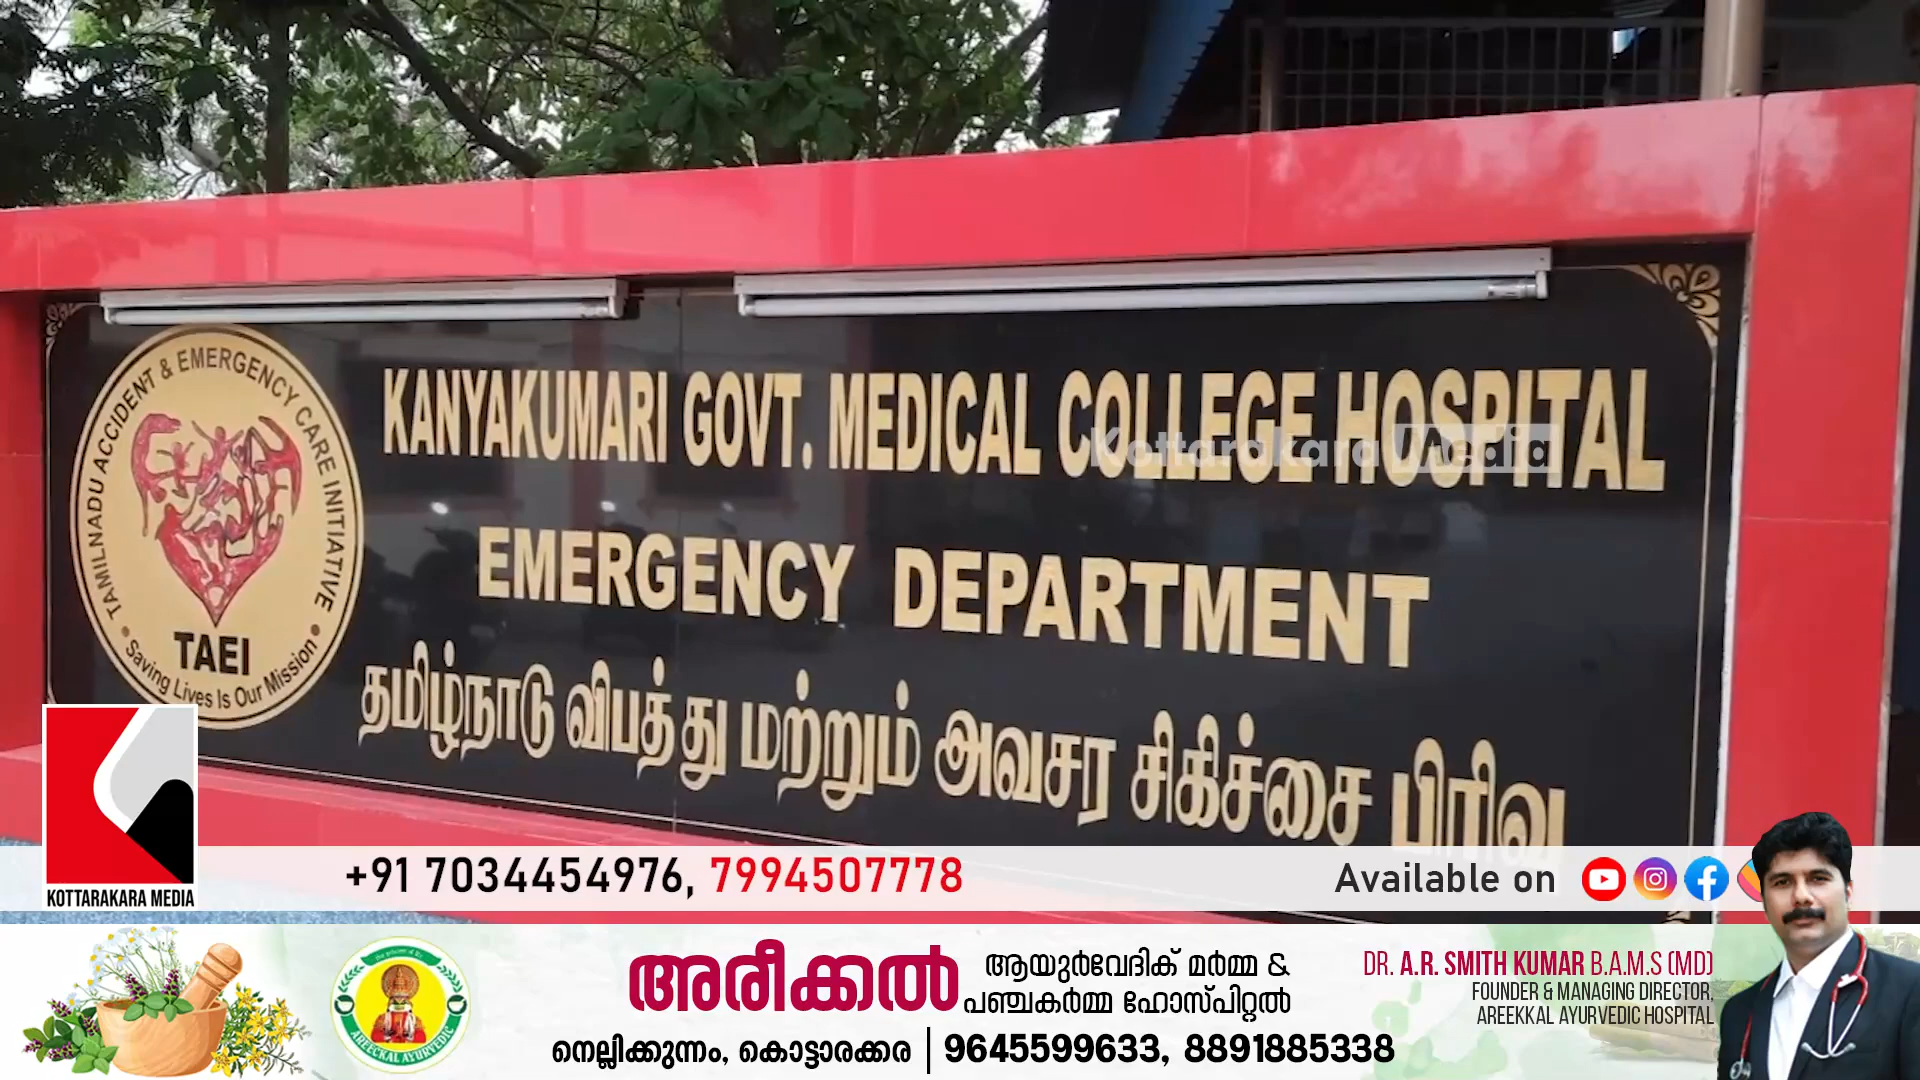 TAMILNADU ACCIDENT & EMERGENCY CARE INITIATIVE
TAEI
Saving Lives Is Our Mission
KANYAKUMARI GOVT. MEDICAL COLLEGE HOSPITAL
Kottarakara Media
EMERGENCY DEPARTMENT
தமிழ்நாடு விபத்து மற்றும் அவசர சிகிச்சை பிரிவு
KOTTARAKARA MEDIA
+91 7034454976, 7994507778
Available on
AREECKAL AYURVEDIC
അരീക്കൽ
ആയുർവേദിക് മർമ്മ &
പഞ്ചകർമ്മ ഹോസ്പിറ്റൽ
നെല്ലിക്കുന്നം, കൊട്ടാരക്കര | 9645599633, 8891885338
DR. A.R. SMITH KUMAR B.A.M.S (MD)
FOUNDER & MANAGING DIRECTOR,
AREEKKAL AYURVEDIC HOSPITAL